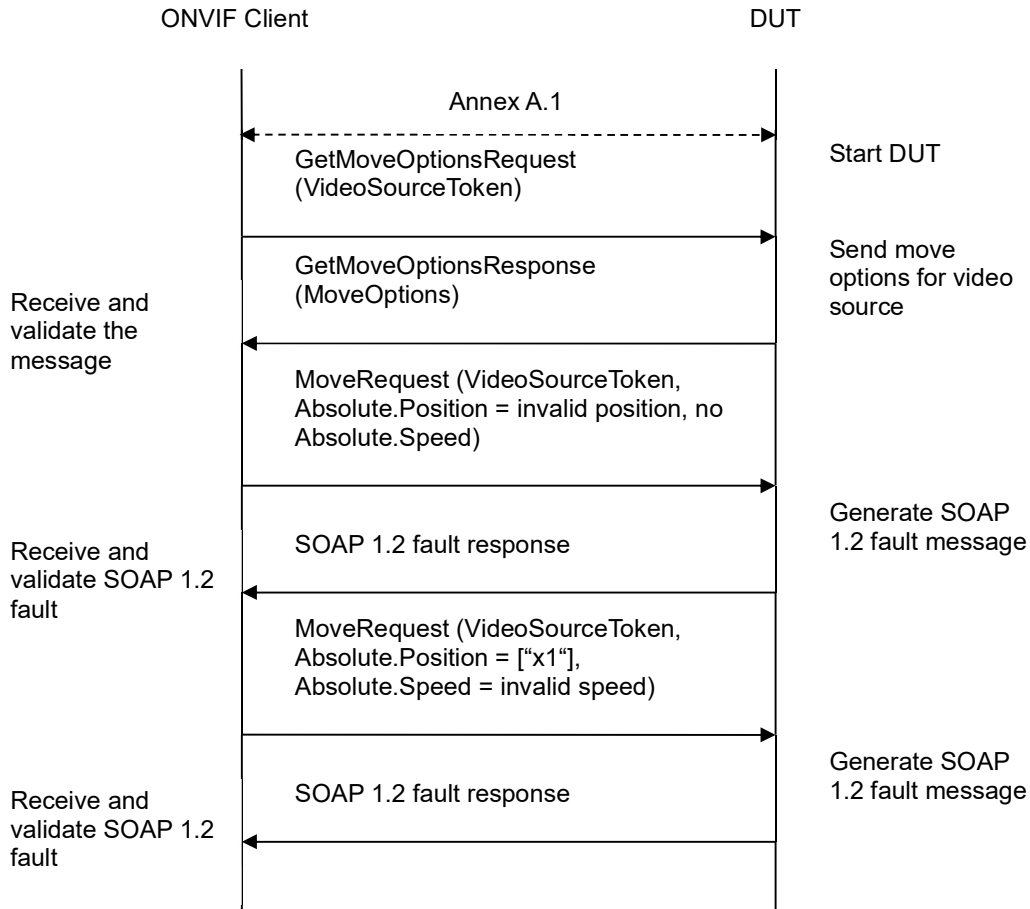 ONVIF Client
DUT
Annex A.1
Start DUT
GetMoveOptionsRequest
(VideoSourceToken)
Send move
options for video
source
GetMoveOptionsResponse
(MoveOptions)
Receive and
validate the
message
MoveRequest (VideoSourceToken,
Absolute.Position = invalid position, no
Absolute.Speed)
Generate SOAP
1.2 fault message
SOAP 1.2 fault response
Receive and
validate SOAP 1.2
fault
MoveRequest (VideoSourceToken,
Absolute.Position = [“x1“],
Absolute.Speed = invalid speed)
Generate SOAP
1.2 fault message
SOAP 1.2 fault response
Receive and
validate SOAP 1.2
fault